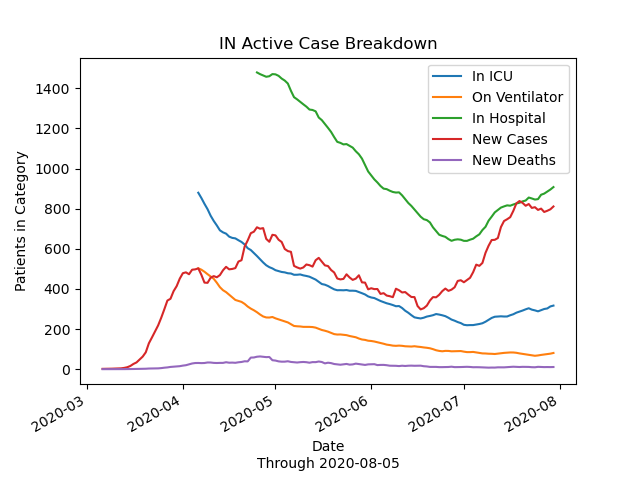 IN Active Case Breakdown
In ICU
On Ventilator
In Hospital
New Cases
New Deaths
Patients in Category
1400
1200
1000
800
600
400
200
0
2020-03
2020-04
2020-05
2020-06
2020-07
2020-08
Date
Through 2020-08-05